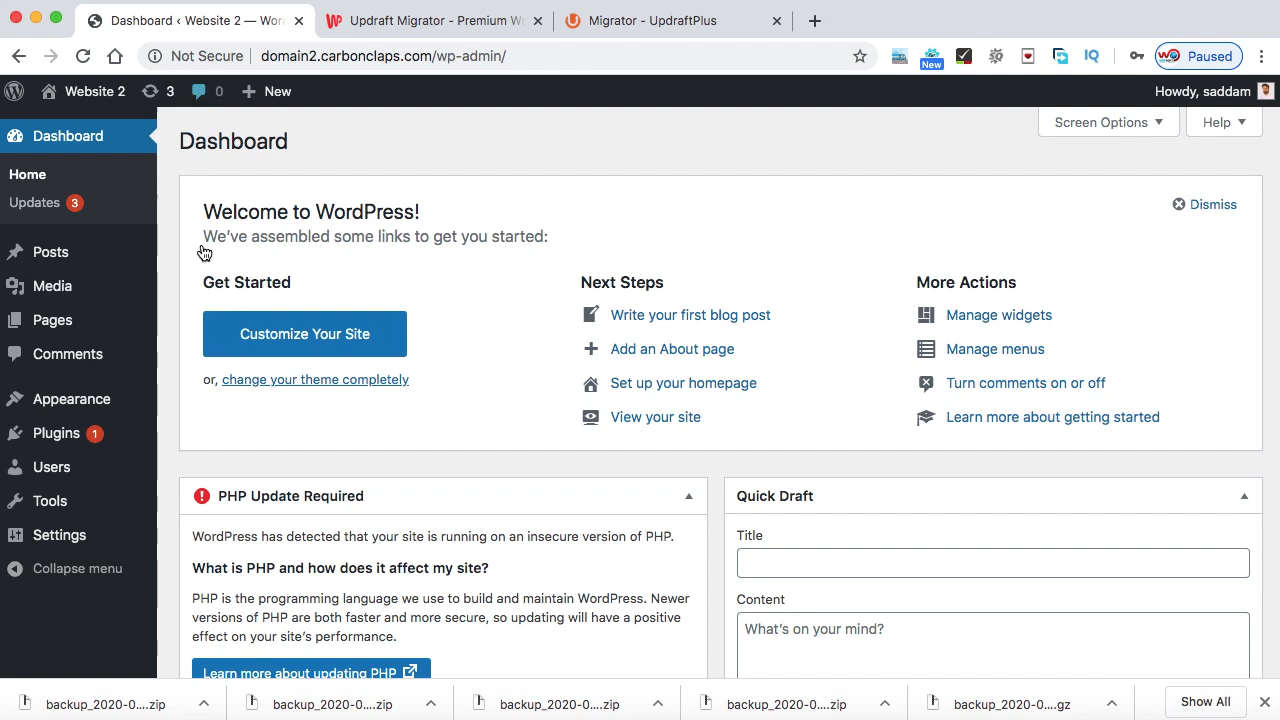 Dashboard ‹ Website 2 — Wor
Updraft Migrator - Premium Wo
Migrator - UpdraftPlus
Not Secure
domain2.carbonclaps.com/wp-admin/
New
IQ
Paused
Website 2
3
0
New
Howdy, saddam
Dashboard
Home
Updates 3
Posts
Media
Pages
Comments
Appearance
Plugins 1
Users
Tools
Settings
Collapse menu
Screen Options
Help
Dashboard
Welcome to WordPress!
We've assembled some links to get you started:
Dismiss
Get Started
Customize Your Site
or, change your theme completely
Next Steps
Write your first blog post
Add an About page
Set up your homepage
View your site
More Actions
Manage widgets
Manage menus
Turn comments on or off
Learn more about getting started
PHP Update Required
WordPress has detected that your site is running on an insecure version of PHP.
What is PHP and how does it affect my site?
PHP is the programming language we use to build and maintain WordPress. Newer
versions of PHP are both faster and more secure, so updating will have a positive
effect on your site's performance.
Learn more about updating PHP
Quick Draft
Title
Content
What's on your mind?
backup_2020-0....zip
backup_2020-0....zip
backup_2020-0....zip
backup_2020-0....zip
backup_2020-0....gz
Show All